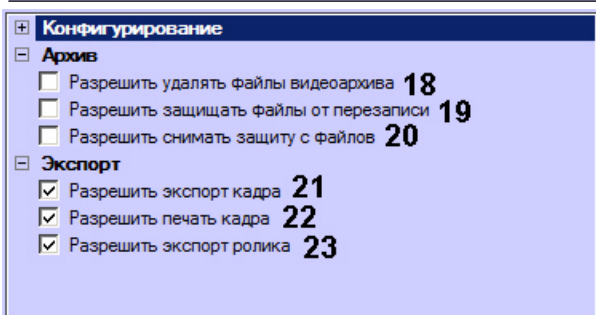 Конфигурирование
Архив
Разрешить удалять файлы видеоархива 18
Разрешить защищать файлы от перезаписи 19
Разрешить снимать защиту с файлов 20
Экспорт
Разрешить экспорт кадра 21
Разрешить печать кадра 22
Разрешить экспорт ролика 23